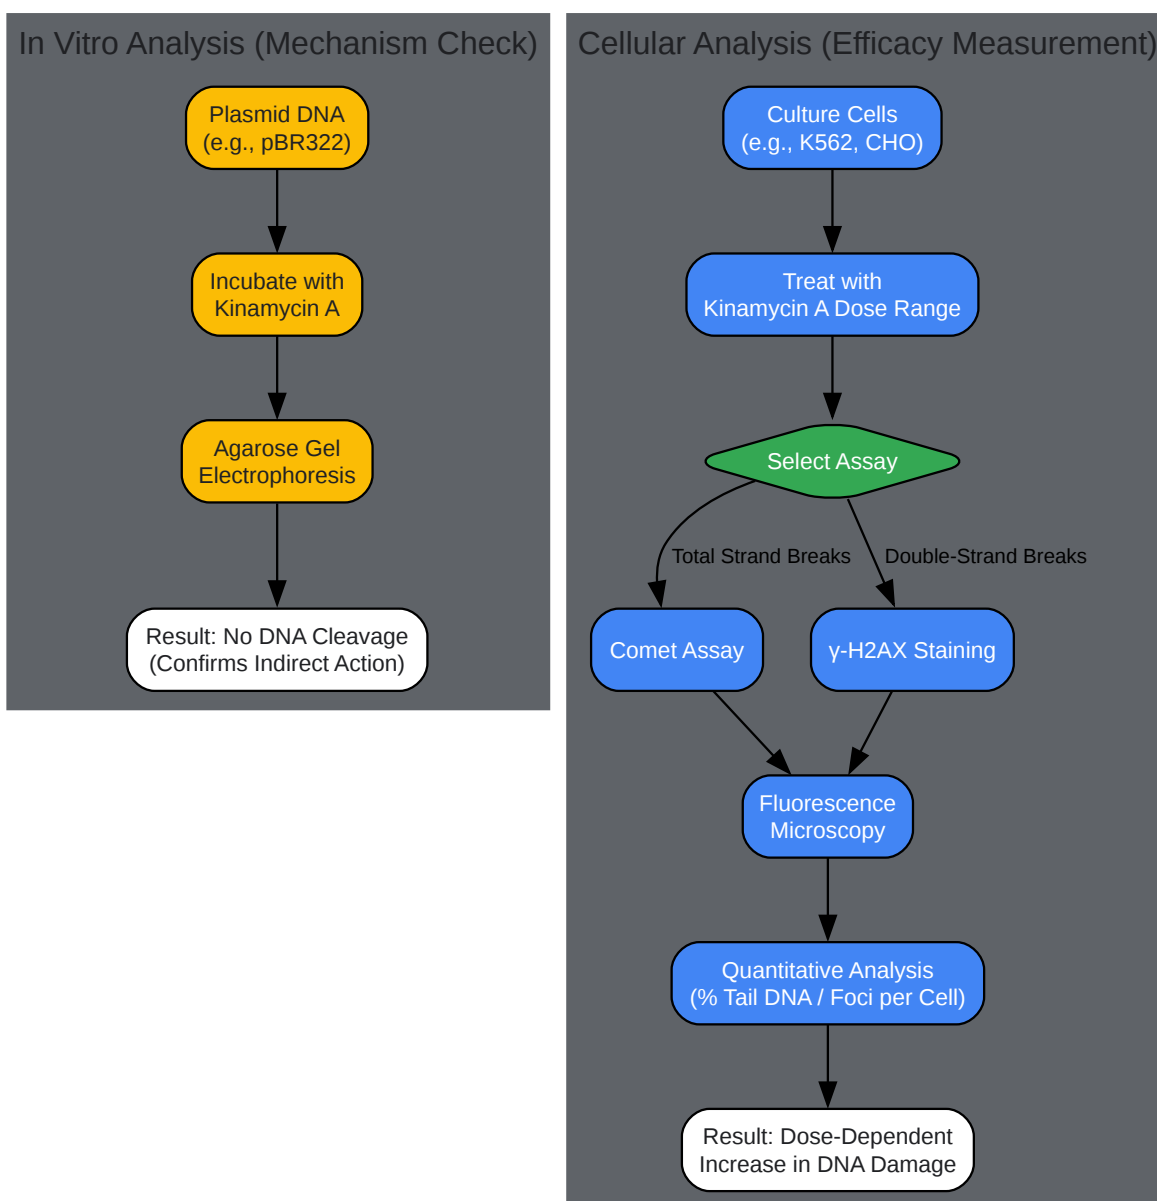 In Vitro Analysis (Mechanism Check)
Plasmid DNA
(e.g., pBR322)
Incubate with
Kinamycin A
Agarose Gel
Electrophoresis
Result: No DNA Cleavage
(Confirms Indirect Action)
Cellular Analysis (Efficacy Measurement)
Culture Cells
(e.g., K562, CHO)
Treat with
Kinamycin A Dose Range
Select Assay
Total Strand Breaks
Double-Strand Breaks
Comet Assay
γ-H2AX Staining
Fluorescence
Microscopy
Quantitative Analysis
(% Tail DNA / Foci per Cell)
Result: Dose-Dependent
Increase in DNA Damage